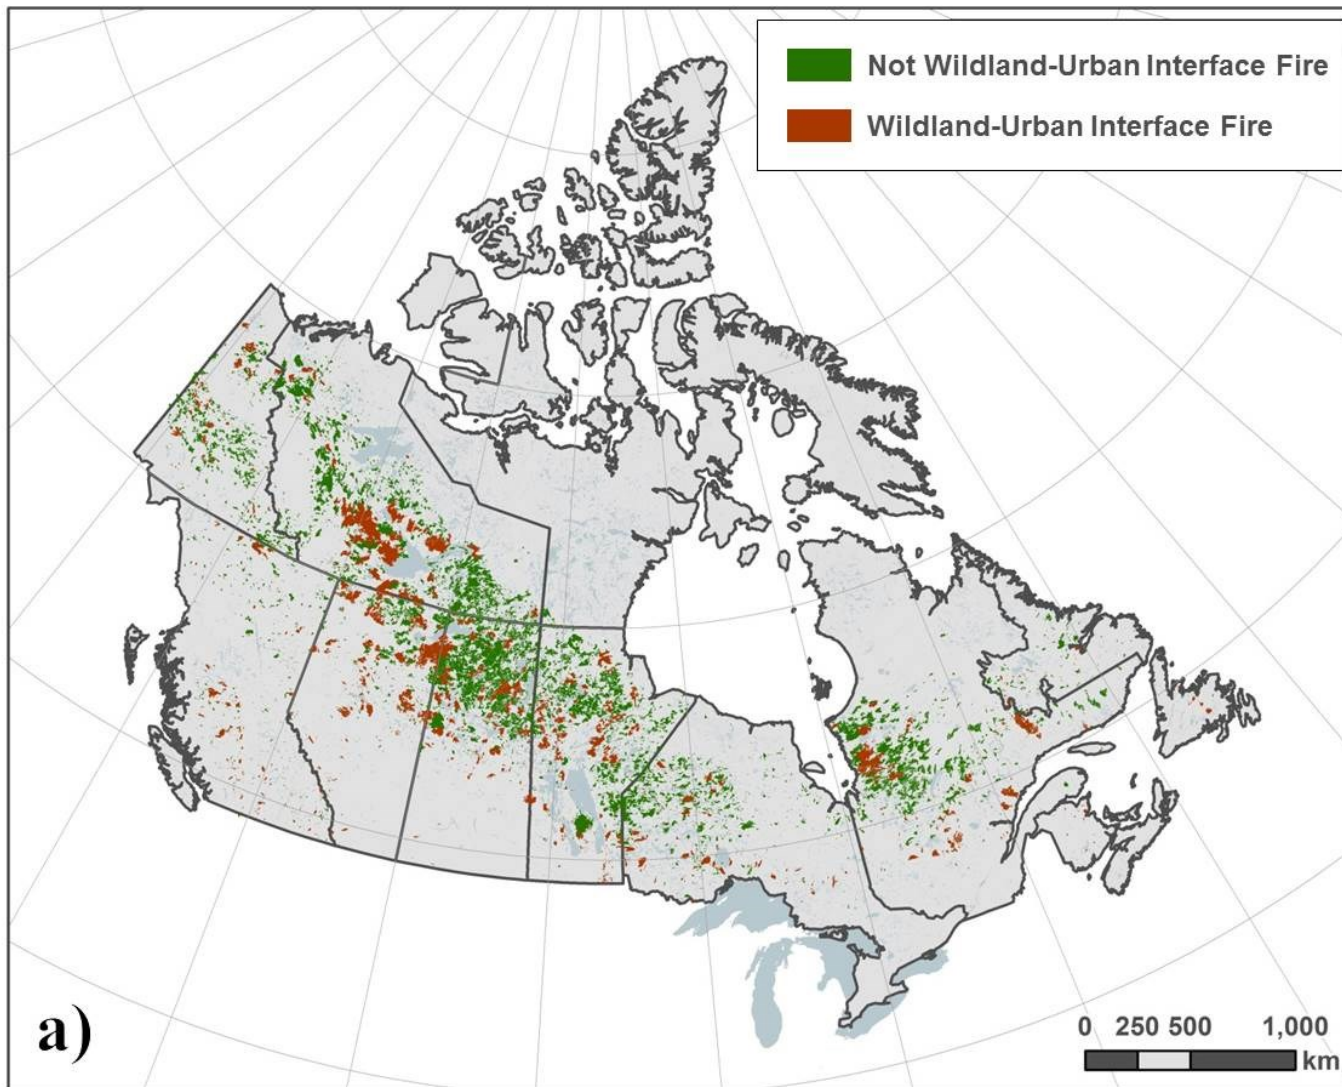 Not Wildland-Urban Interface Fire
Wildland-Urban Interface Fire
a)
0 250 500 1,000
km